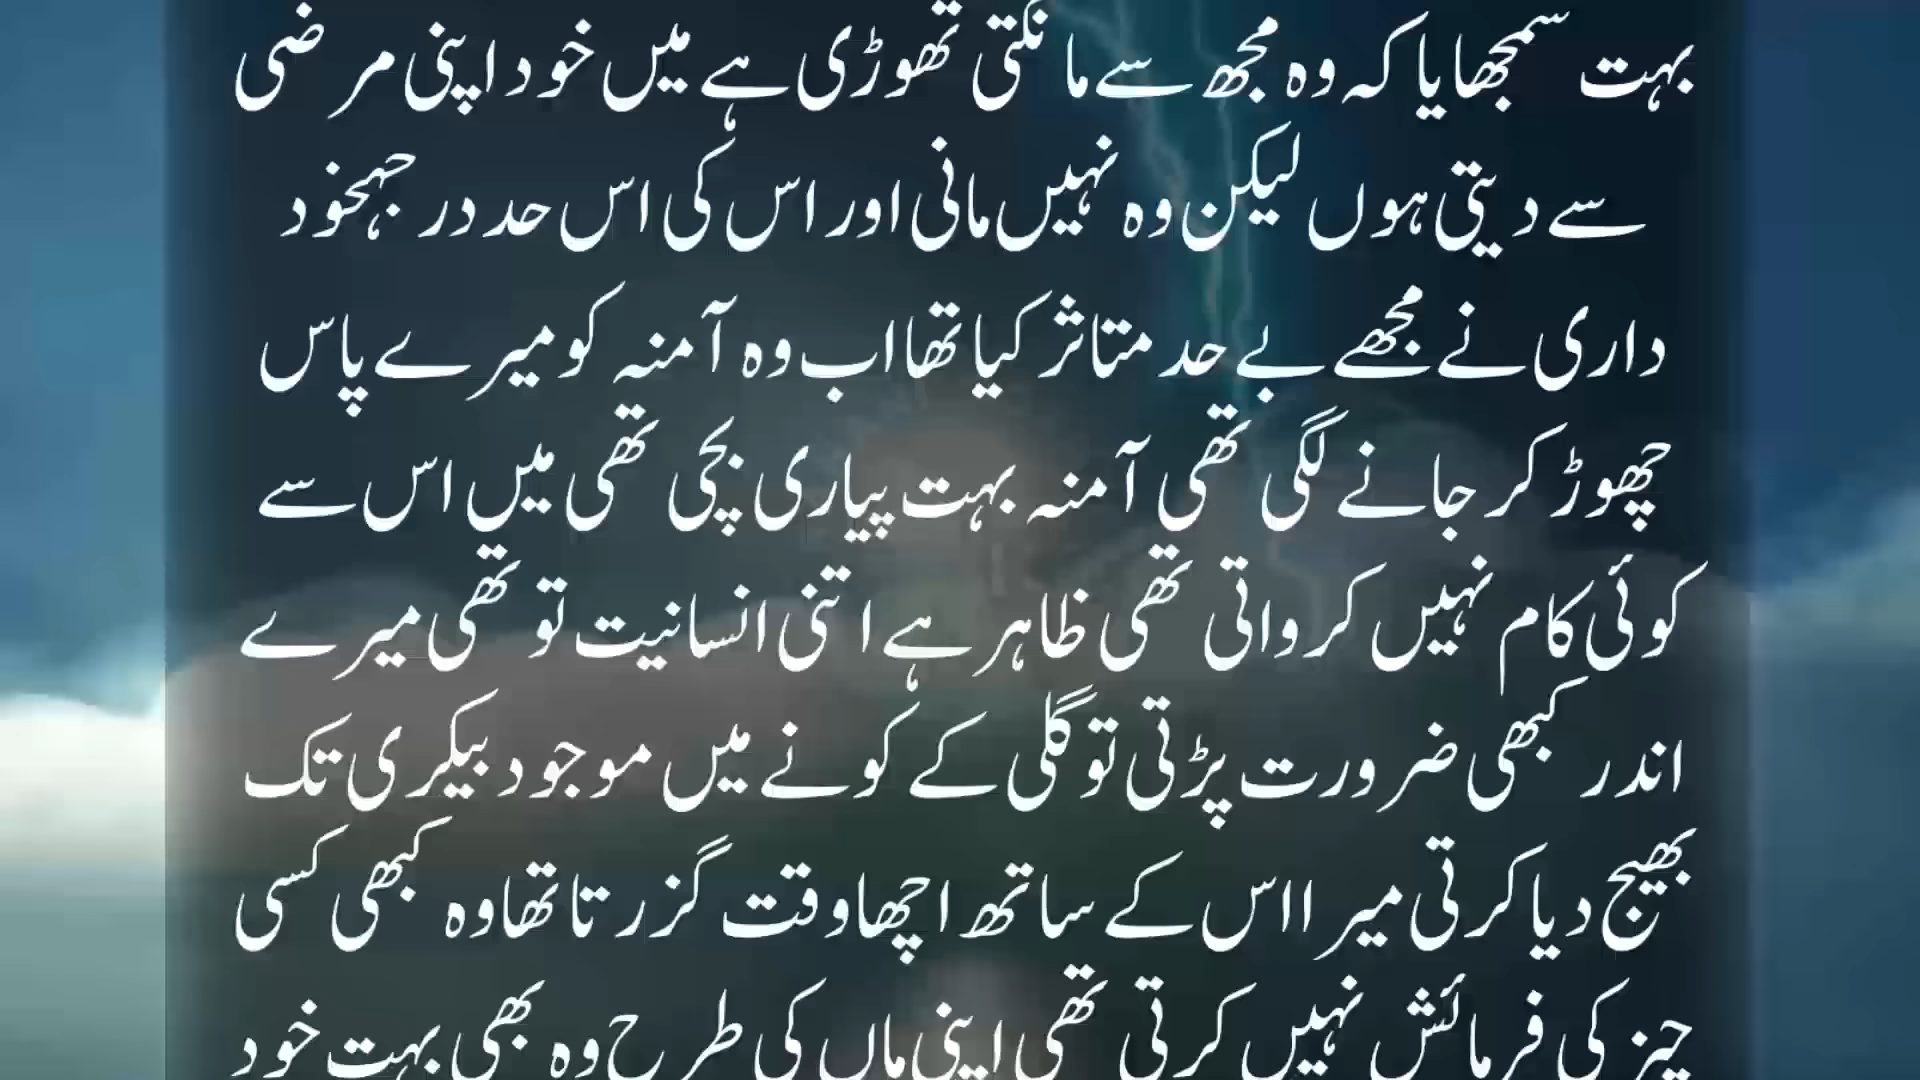 بہت سمجھایا کہ وہ مجھ سے مانگتی تھوڑی ہے میں خود اپنی مرضی
سے دیتی ہوں لیکن وہ نہیں مانی اور اس کی اس حد درجہخود
داری نے مجھے بے حد متاثر کیا تھا اب وہ آمنہ کو میرے پاس
چھوڑ کر جانے لگی تھی آمنہ بہت پیاری بچی تھی میں اس سے
کوئی کام نہیں کرواتی تھی ظاہر ہے اتنی انسانیت تو تھی میرے
اندر کبھی ضرورت پڑتی تو گلی کے کونے میں موجود بیکری تک
بھیج دیا کرتی میرا اس کے ساتھ اچھا وقت گزرتا تھا وہ کبھی کسی
چیز کی فرمائش نہیں کرتی تھی اپنی ماں کی طرح وہ بھی بہت خود